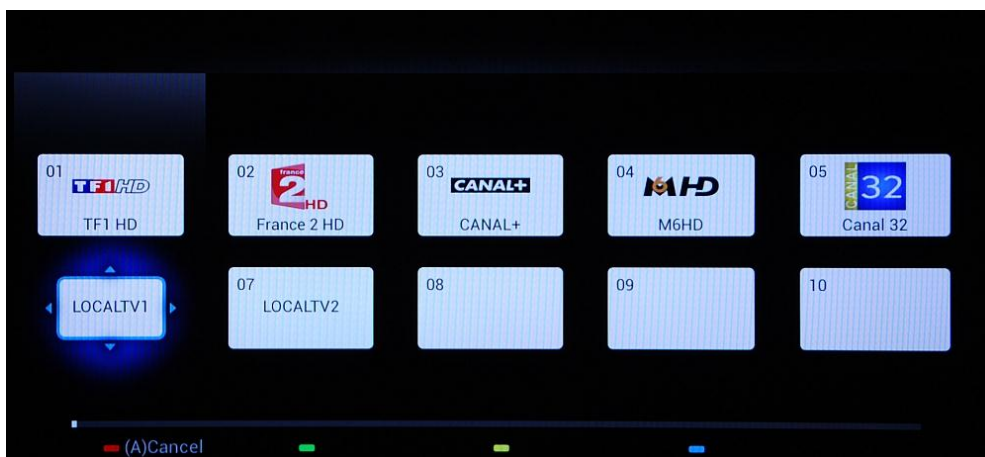 01
TF1 HD
TF1 HD
02
france
2
HD
France 2 HD
03
CANAL+
CANAL+
04
M6 HD
M6HD
05
CANAL
32
Canal 32
LOCALTV1
07
LOCALTV2
08
09
10
(A)Cancel